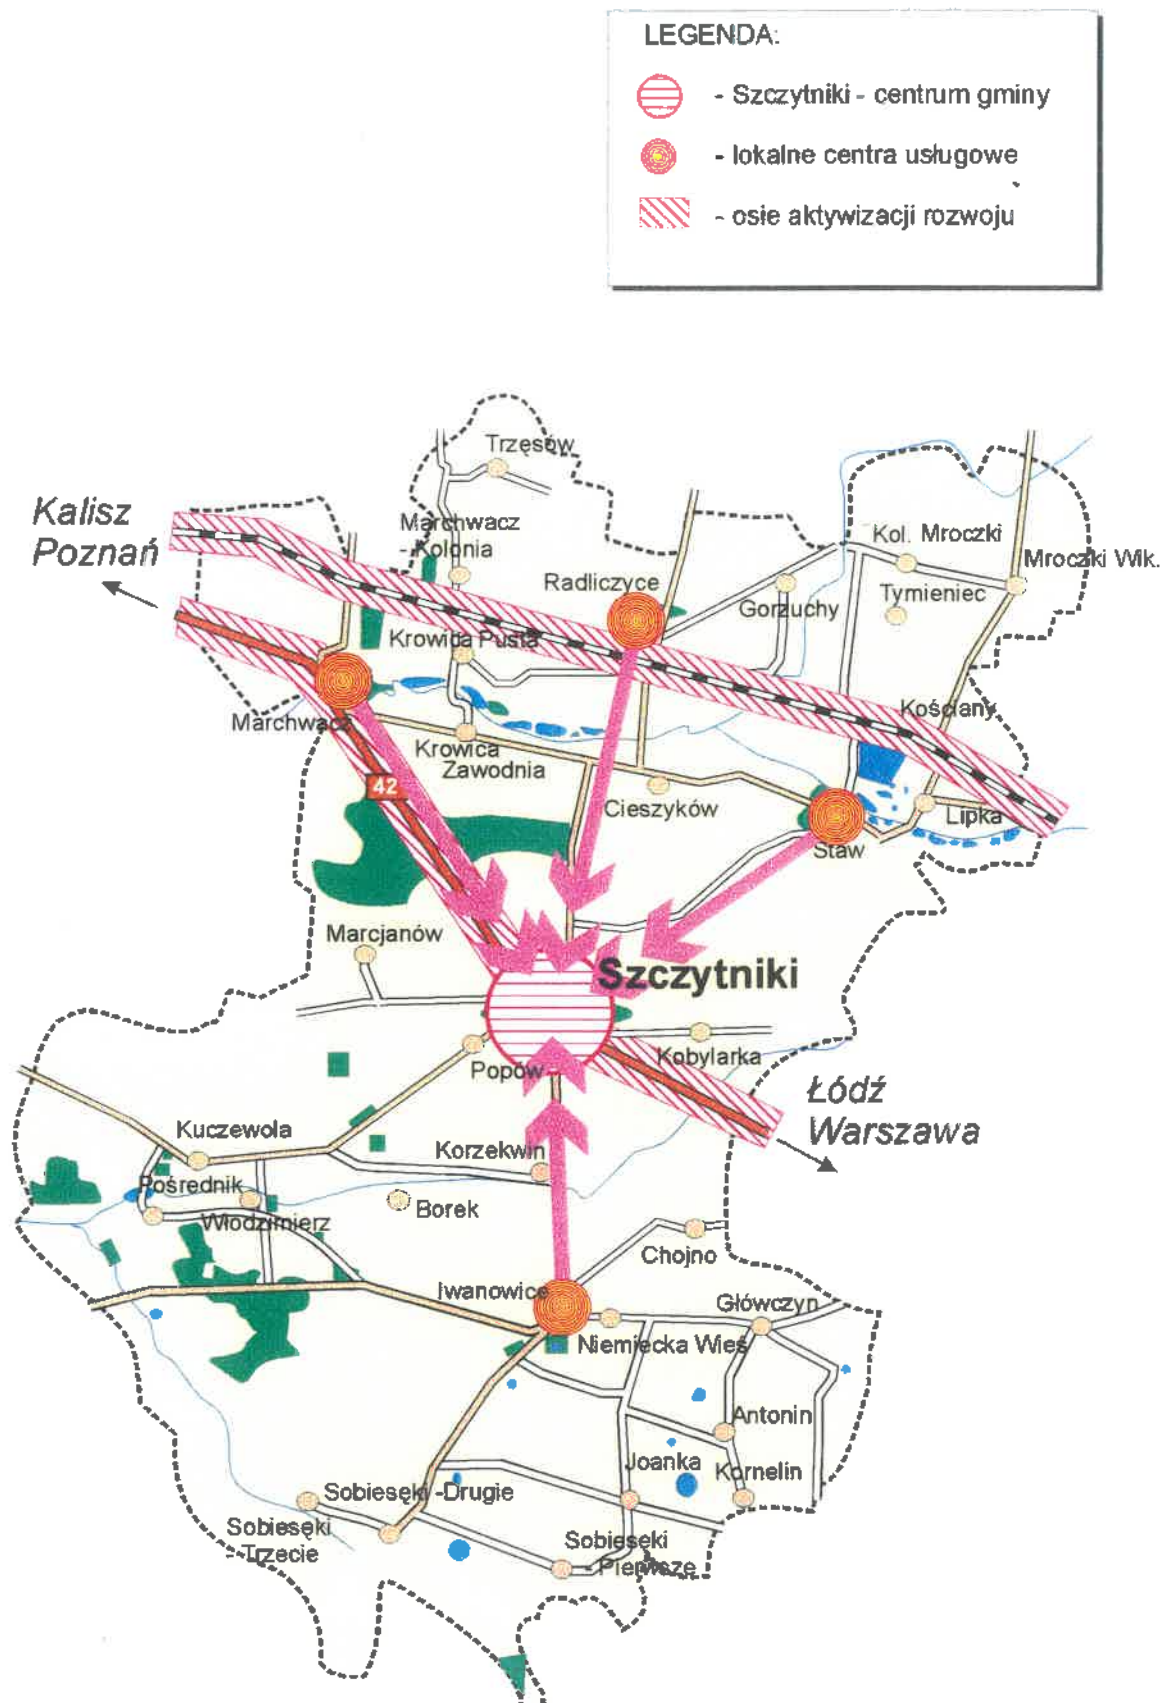 LEGENDA:
- Szczytniki - centrum gminy
- lokalne centra usługowe
- osie aktywizacji rozwoju
Trzęsów
Kalisz
Poznań
Marchwacz
- Kolonia
Kol. Mroczki
Mroczki Wlk.
Radliczyce
Gorzuchy
Tymieniec
Krowica Pusta
Marchwacz
Kościany
Krowica
Zawodnia
42
Cieszyków
Lipka
Staw
Marcjanów
Szczytniki
Popów
Kobylarka
Łódź
Warszawa
Kuczewola
Korzekwin
Pośrednik
Borek
Włodzimierz
Chojno
Iwanowice
Główczyn
Niemiecka Wieś
Antonin
Joanka
Kornelin
Sobiesęki -Drugie
Sobiesęki
- Trzecie
Sobieseki
- Pierwsze